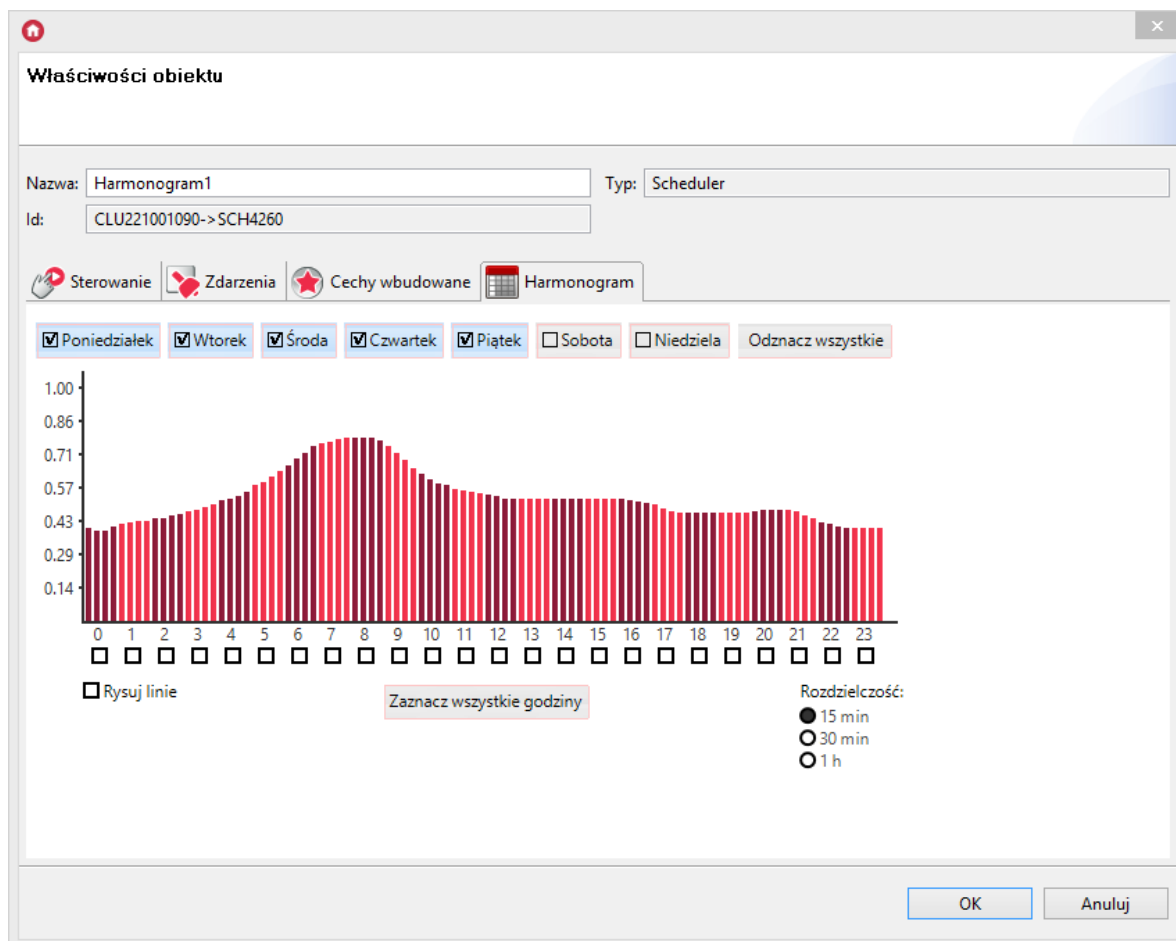 Właściwości obiektu
Nazwa: Harmonogram1 Typ: Scheduler
Id: CLU221001090->SCH4260
Sterowanie Zdarzenia Cechy wbudowane Harmonogram
Poniedziałek Wtorek Środa Czwartek Piątek Sobota Niedziela Odznacz wszystkie
1.00
0.86
0.71
0.57
0.43
0.29
0.14
0 1 2 3 4 5 6 7 8 9 10 11 12 13 14 15 16 17 18 19 20 21 22 23
Rysuj linie Zaznacz wszystkie godziny Rozdzielczość:
15 min
30 min
1 h
OK Anuluj